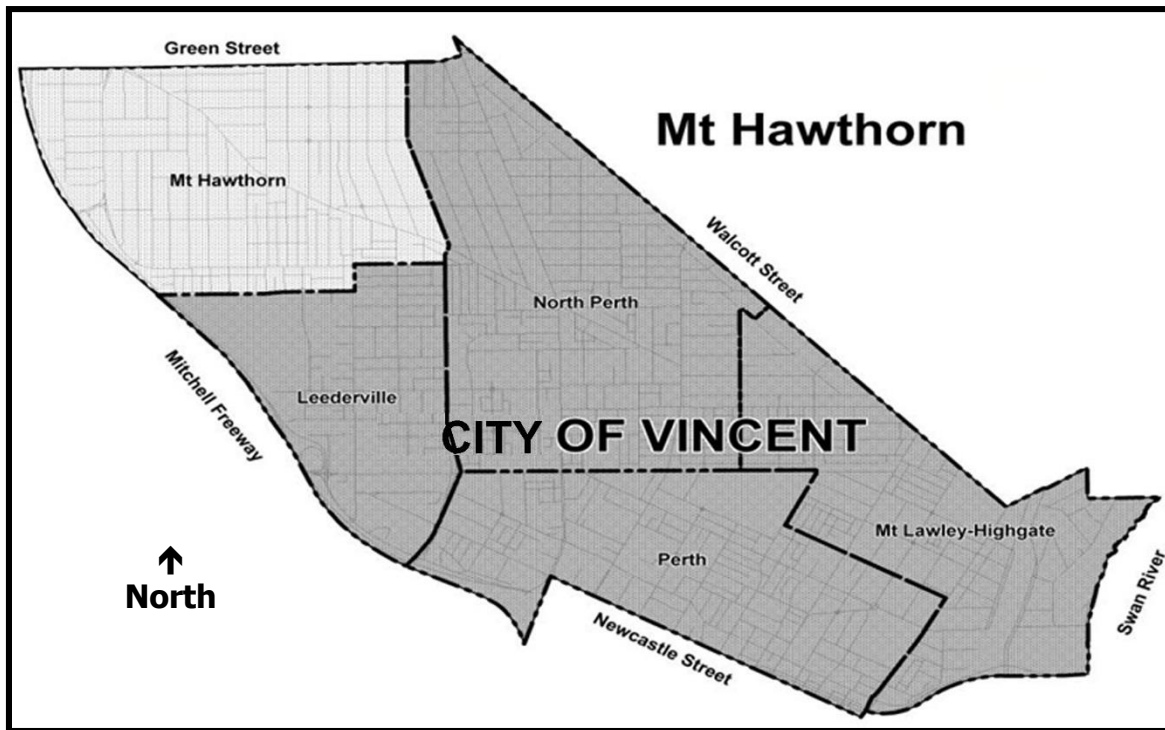 Green Street
Mt Hawthorn
Mt Hawthorn
Walcott Street
North Perth
Mitchell Freeway
Leederville
CITY OF VINCENT
Mt Lawley-Highgate
Perth
Swan River
North
Newcastle Street